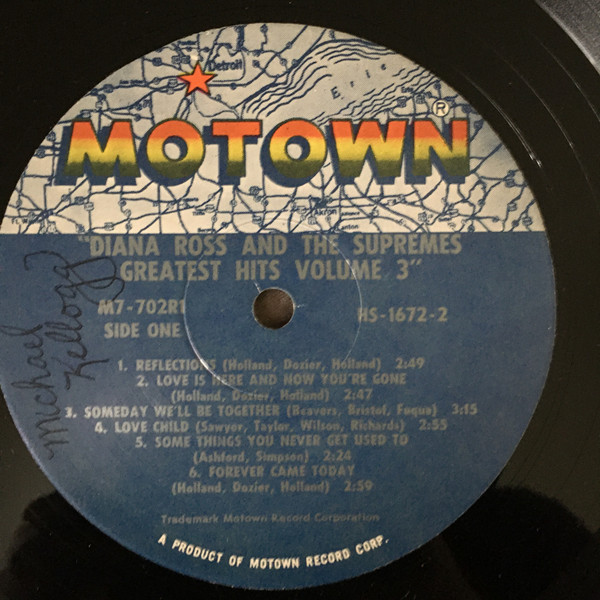 Detroit
Erie
MOTOWN®
Akron
Canton
"DIANA ROSS AND THE SUPREMES
GREATEST HITS VOLUME 3"
M7-702R1
HS-1672-2
SIDE ONE
Michael
Kellogg
1. REFLECTIONS (Holland, Dozier, Holland) 2:49
2. LOVE IS HERE AND NOW YOU'RE GONE
(Holland, Dozier, Holland) 2:47
3. SOMEDAY WE'LL BE TOGETHER (Beavers, Bristol, Fuqua) 3:15
4. LOVE CHILD (Sawyer, Taylor, Wilson, Richards) 2:55
5. SOME THINGS YOU NEVER GET USED TO
(Ashford, Simpson) 2:24
6. FOREVER CAME TODAY
(Holland, Dozier, Holland) 2:59
Trademark Motown Record Corporation
A PRODUCT OF MOTOWN RECORD CORP.